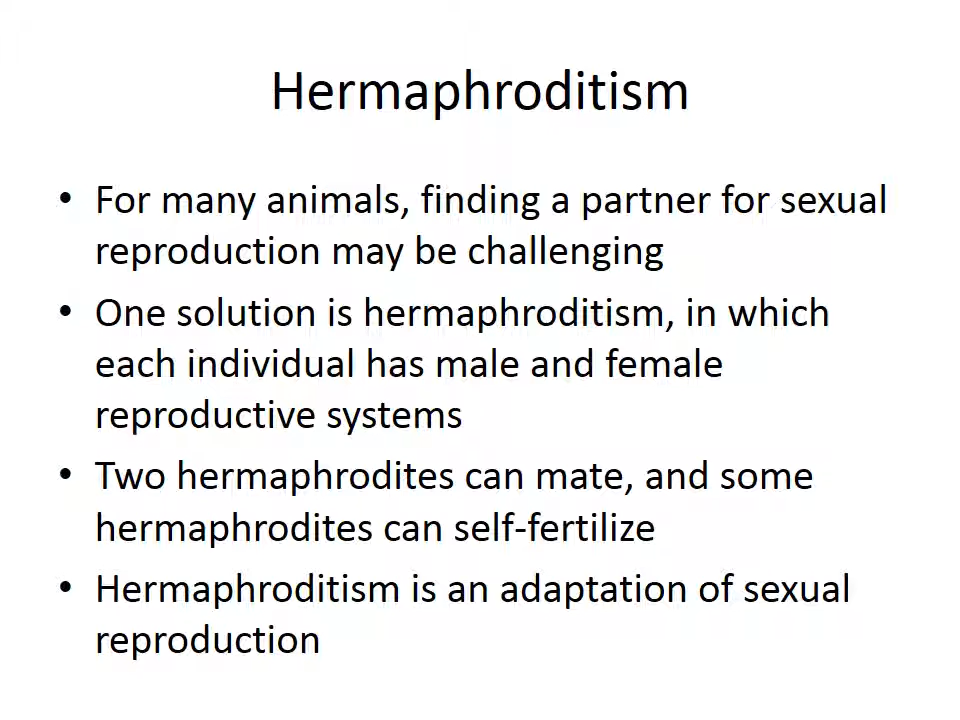 Hermaphroditism
• For many animals, finding a partner for sexual
reproduction may be challenging
• One solution is hermaphroditism, in which
each individual has male and female
reproductive systems
• Two hermaphrodites can mate, and some
hermaphrodites can self-fertilize
• Hermaphroditism is an adaptation of sexual
reproduction